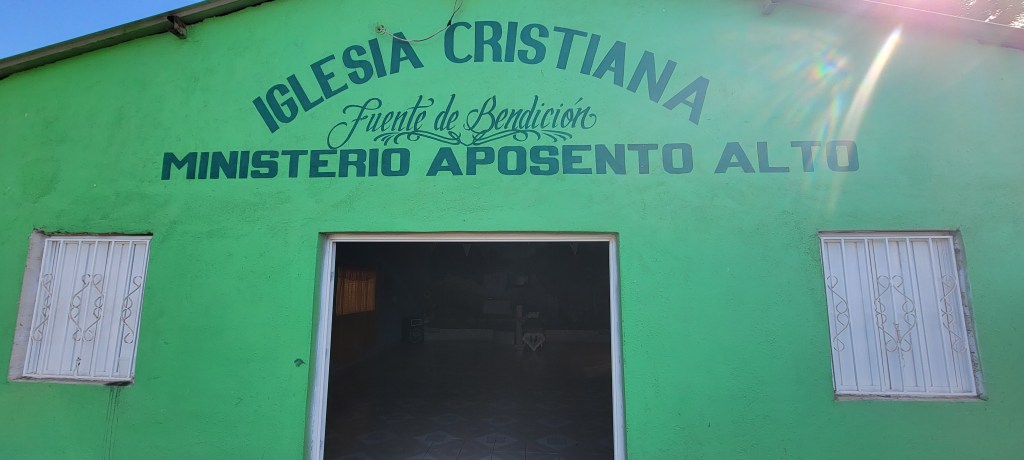 IGLESIA CRISTIANA
Fuente de Bendición
MINISTERIO APOSENTO ALTO